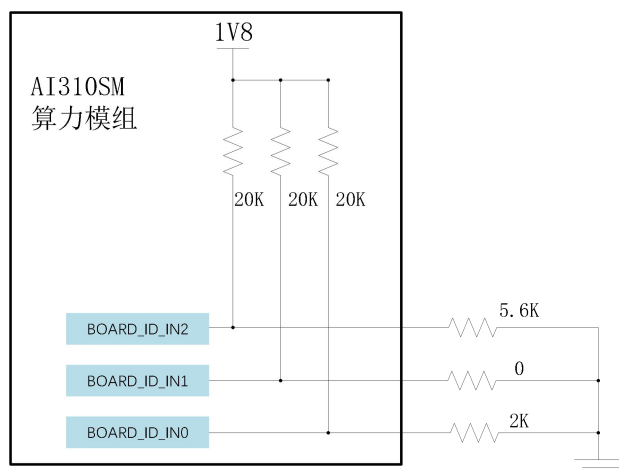 1V8
AI310SM
算力模组
20K 20K 20K
5.6K
BOARD_ID_IN2
0
BOARD_ID_IN1
2K
BOARD_ID_IN0